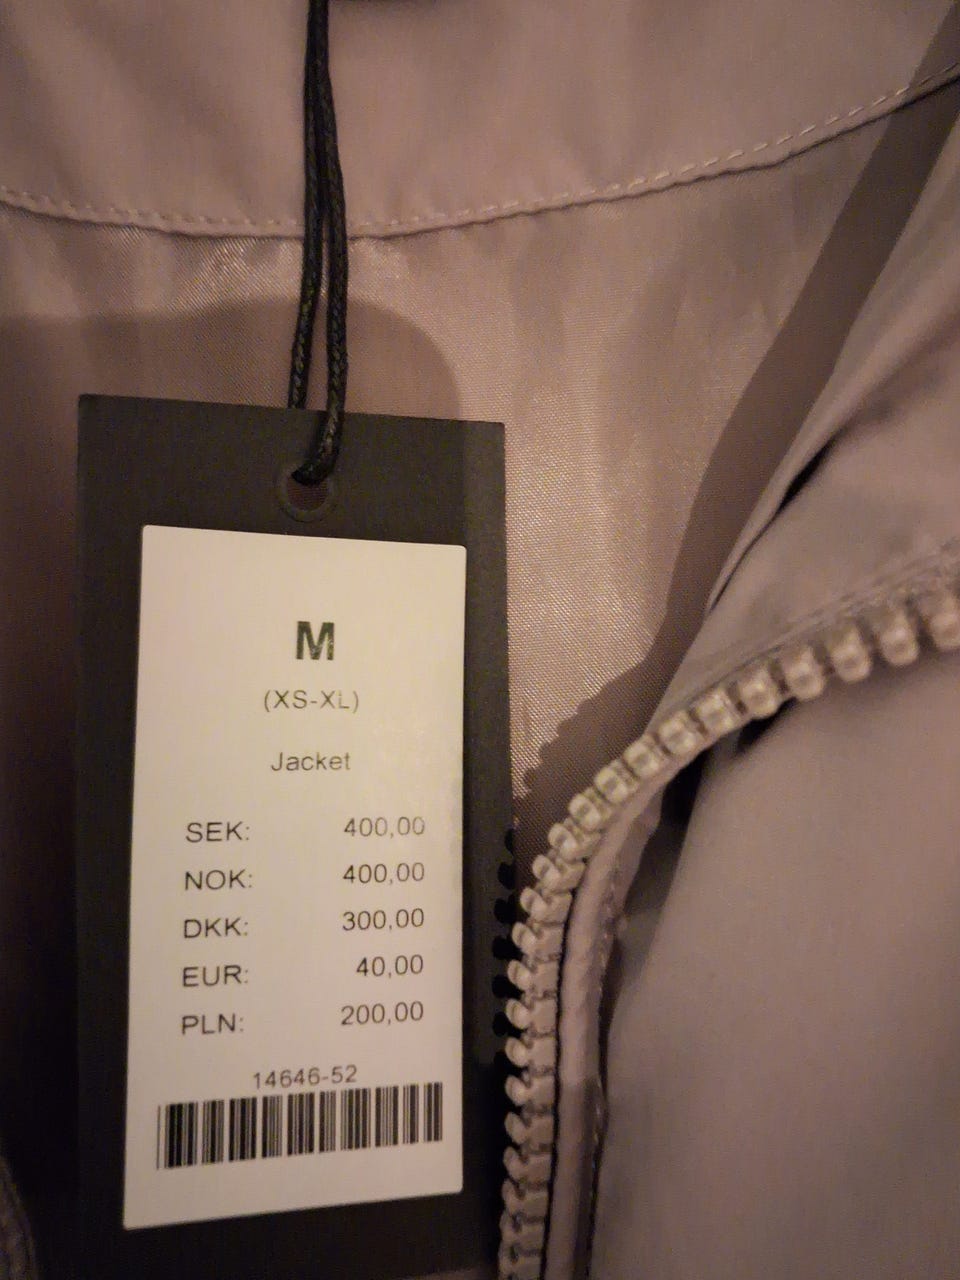 M
(XS-XL)
Jacket
SEK: 400,00
NOK: 400,00
DKK: 300,00
EUR: 40,00
PLN: 200,00
14646-52